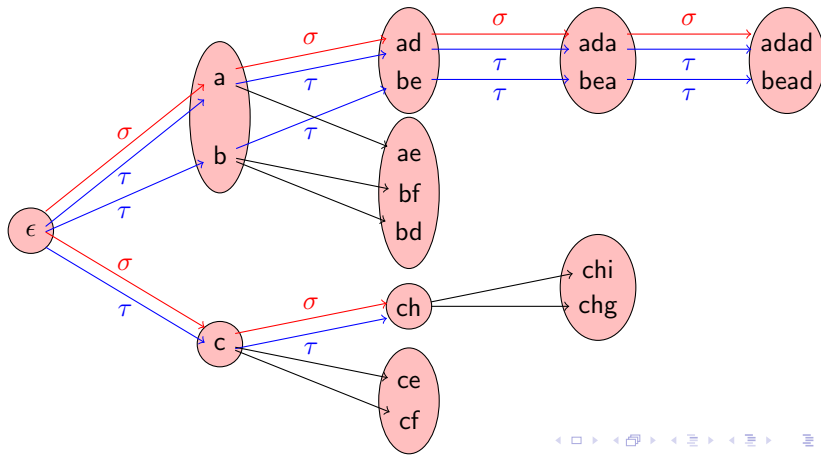 σ
σ
σ
ad
ada
adad
σ
a
be
bea
bead
τ
τ
τ
τ
τ
σ
τ
b
ae
τ
τ
bf
bd
ϵ
σ
τ
chi
σ
ch
chg
c
τ
ce
cf